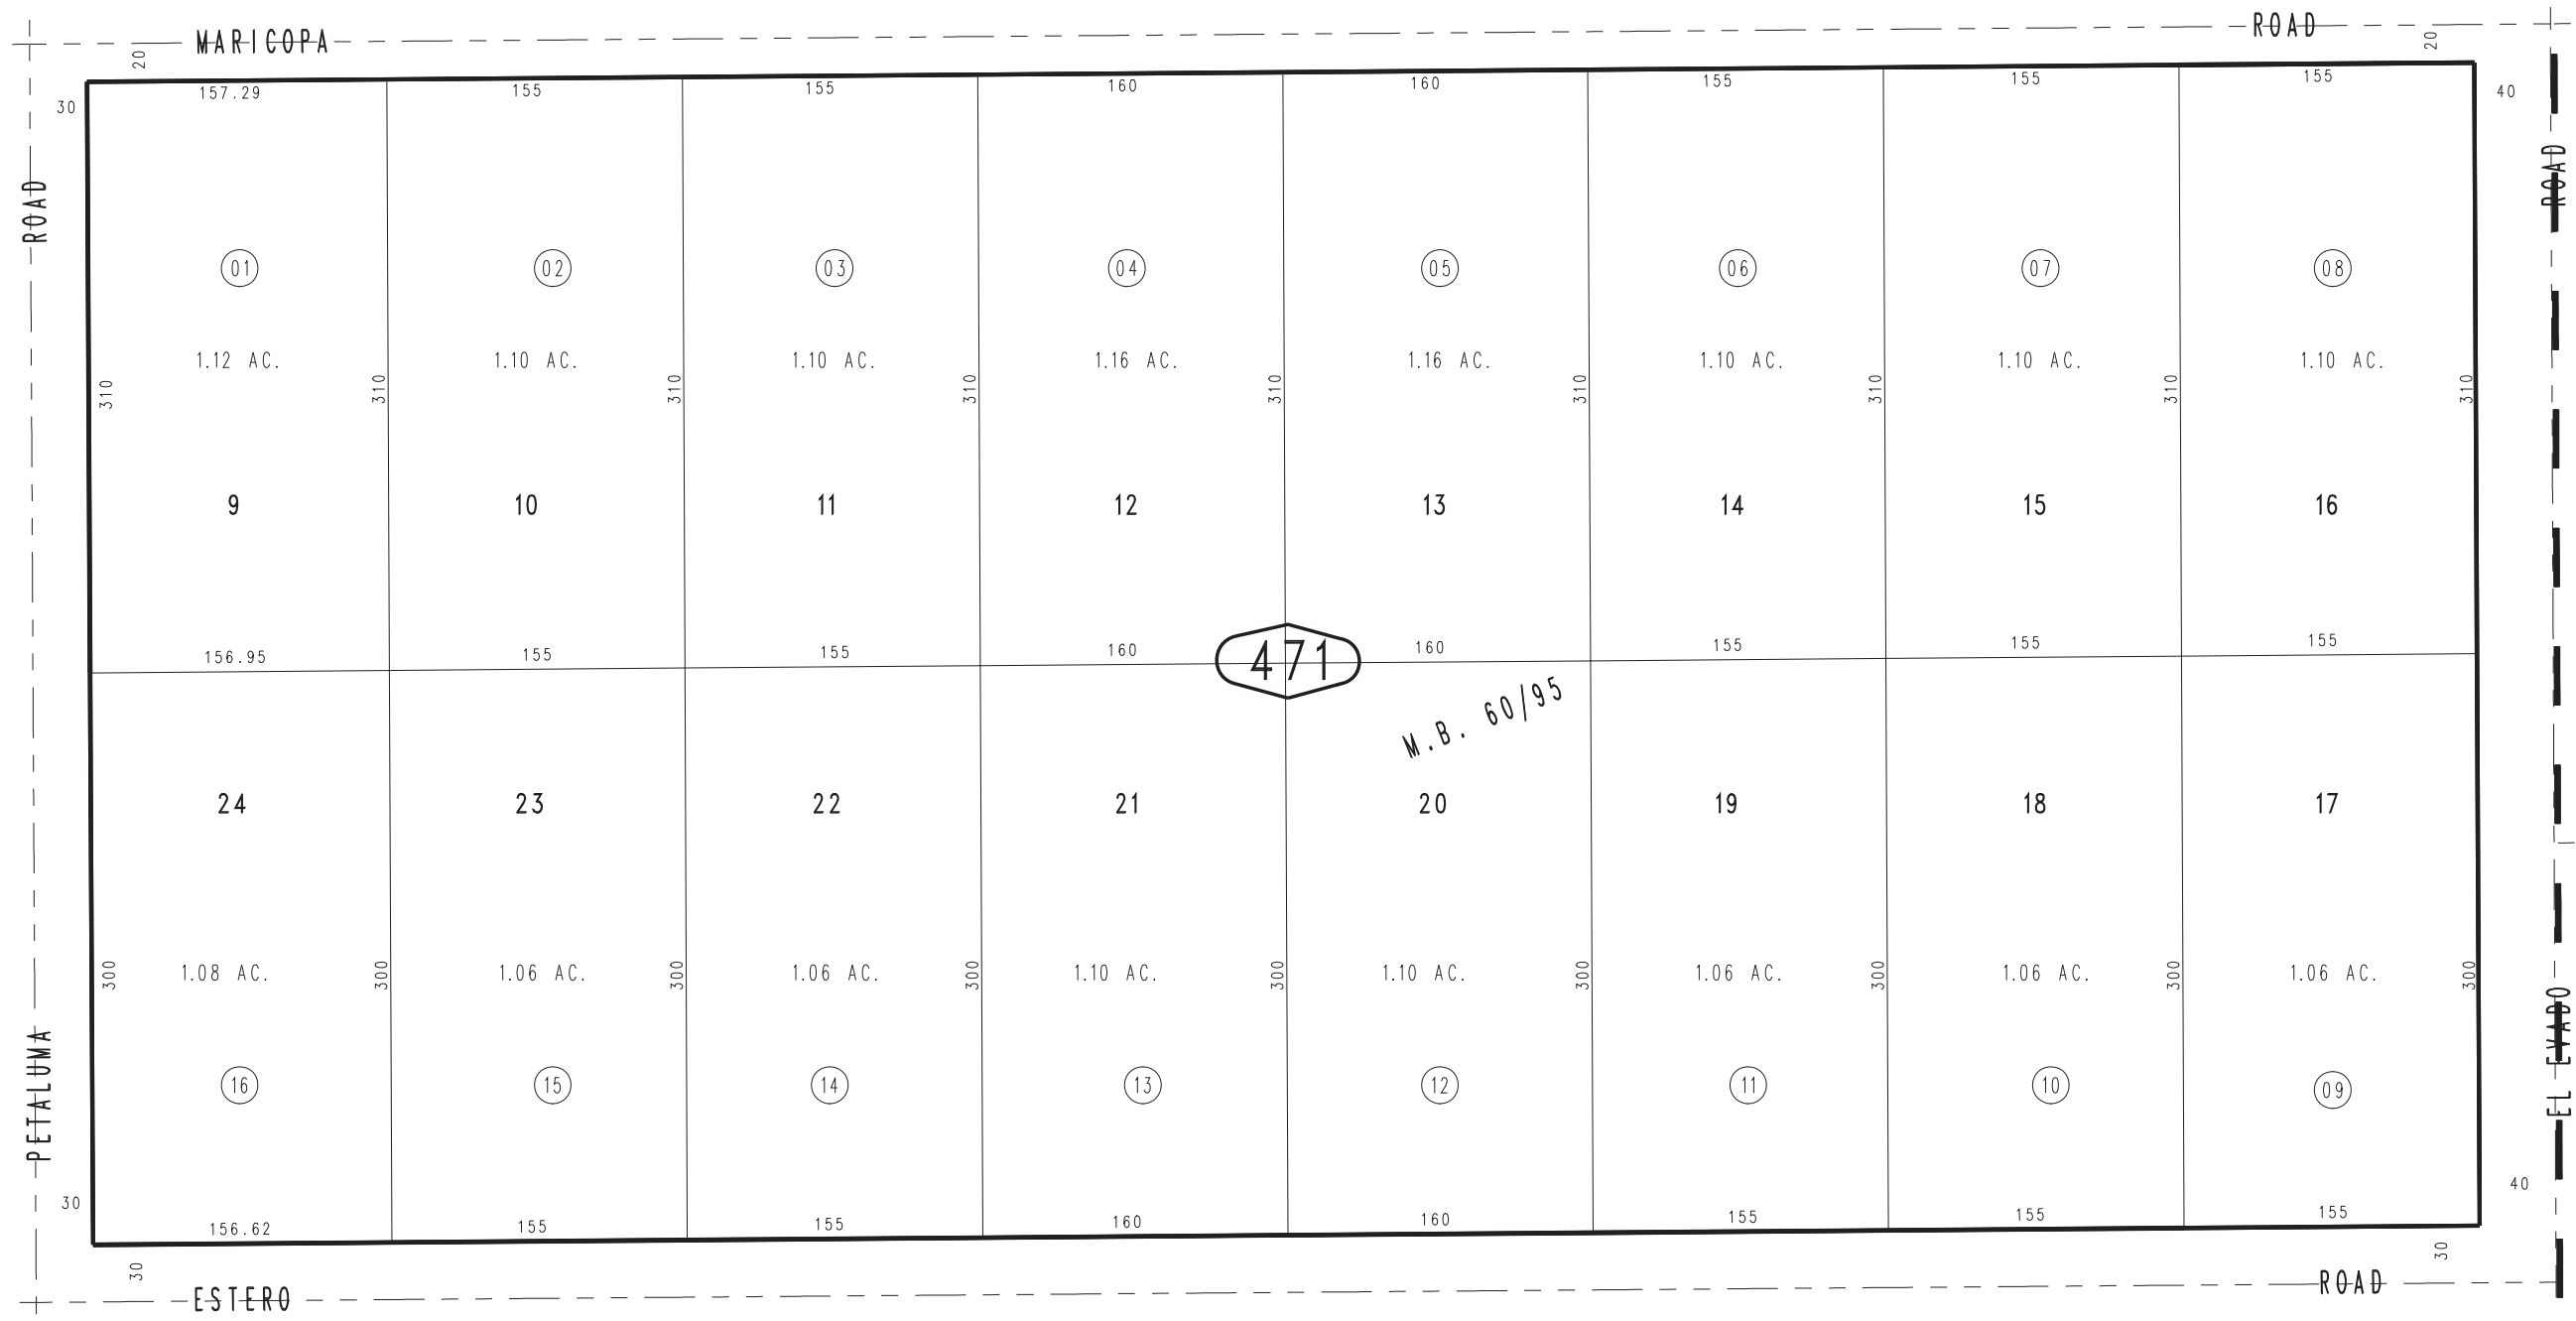 MARICOPA ROAD
20 20
30 157.29 155 155 160 160 155 155 155 40
ROAD ROAD
01 02 03 04 05 06 07 08
1.12 AC. 1.10 AC. 1.10 AC. 1.16 AC. 1.16 AC. 1.10 AC. 1.10 AC. 1.10 AC.
310 310 310 310 310 310 310 310 310
9 10 11 12 13 14 15 16
156.95 155 155 160 160 155 155 155
471
M.B. 60/95
24 23 22 21 20 19 18 17
1.08 AC. 1.06 AC. 1.06 AC. 1.10 AC. 1.10 AC. 1.06 AC. 1.06 AC. 1.06 AC.
300 300 300 300 300 300 300 300 300
PETALUMA EL EVADO
16 15 14 13 12 11 10 09
30 40
156.62 155 155 160 160 155 155 155
30 30
ESTERO ROAD